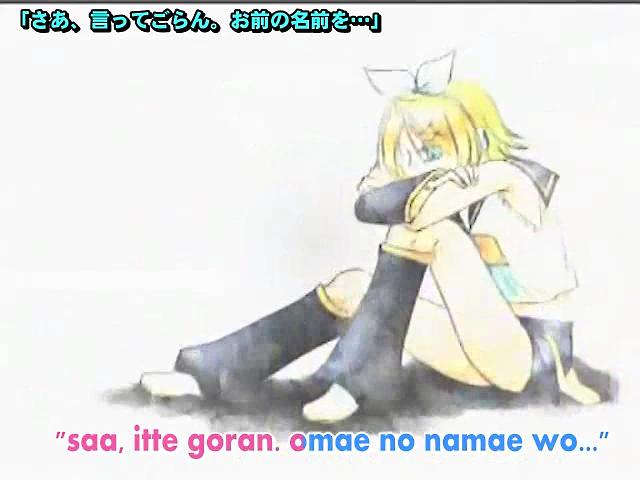 「さあ、言ってごらん。お前の名前を…」
"saa, itte goran. omae no namae wo..."